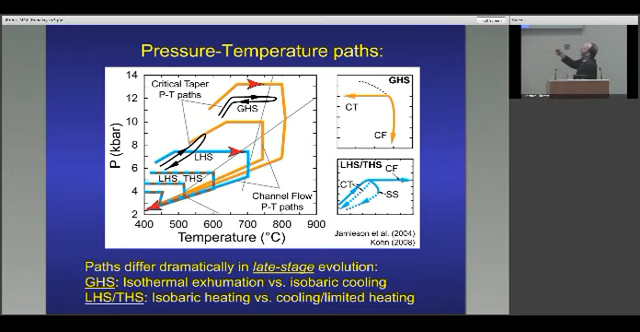 Pressure-Temperature paths:
14
12
10
8
6
4
2
P (kbar)
Critical Taper
P-T paths
GHS
LHS
LHS, THS
Channel Flow
P-T paths
400 500 600 700 800 900
Temperature (°C)
GHS
CT
CF
LHS/THS
CF
CT
SS
Jamieson et al. (2004)
Kohn (2008)
Paths differ dramatically in late-stage evolution:
GHS: Isothermal exhumation vs. isobaric cooling
LHS/THS: Isobaric heating vs. cooling/limited heating